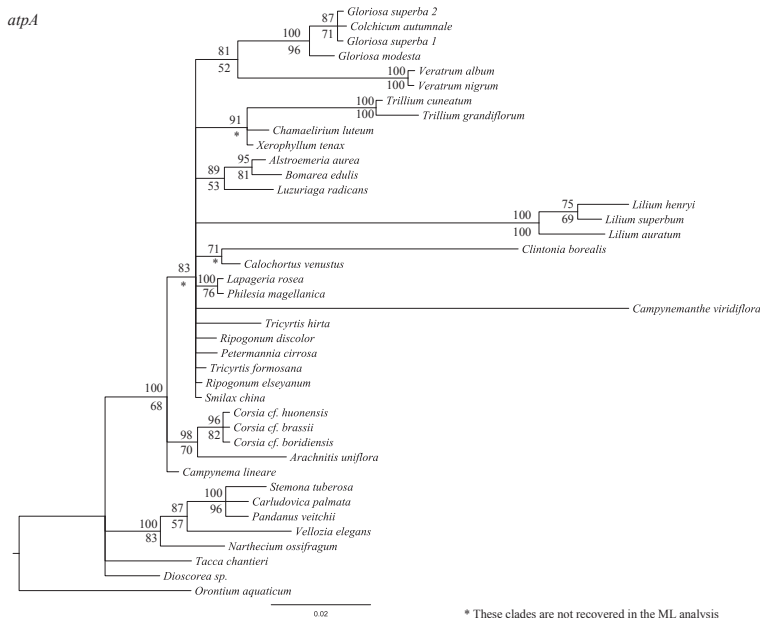 atpA
Gloriosa superba 2
87
Colchicum autumnale
71
Gloriosa superba 1
100
96
Gloriosa modesta
81
52
100
Veratrum album
100
Veratrum nigrum
100
Trillium cuneatum
100
Trillium grandiflorum
91
*
Chamaelirium luteum
Xerophyllum tenax
95
Alstroemeria aurea
89
81
Bomarea edulis
53
Luzuriaga radicans
75
Lilium henryi
100
69
Lilium superbum
100
Lilium auratum
71
Clintonia borealis
*
Calochortus venustus
83
*
100
Lapageria rosea
76
Philesia magellanica
Campynemanthe viridiflora
Tricyrtis hirta
Ripogonum discolor
Petermannia cirrosa
Tricyrtis formosana
Ripogonum elseyanum
Smilax china
100
68
96
Corsia cf. huonensis
Corsia cf. brassii
98
82
Corsia cf. boridiensis
70
Arachnitis uniflora
Campynema lineare
Stemona tuberosa
100
Carludovica palmata
87
96
Pandanus veitchii
57
100
Vellozia elegans
83
Narthecium ossifragum
Tacca chantieri
Dioscorea sp.
Orontium aquaticum
0.02
* These clades are not recovered in the ML analysis